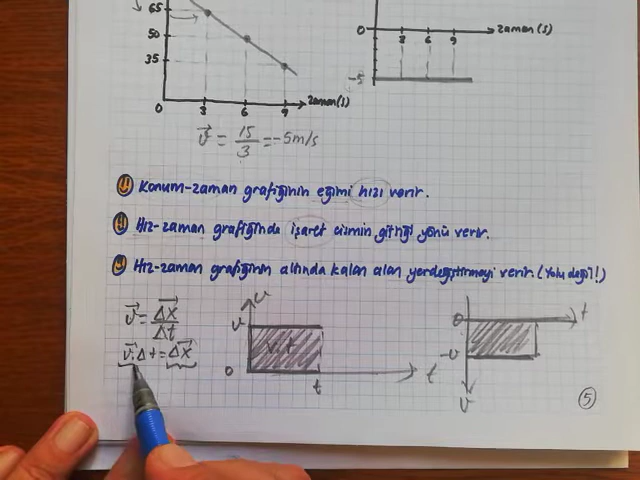 65
50
35
0
3 6 9 zaman(s)
0
3 6 9 zaman(s)
-5
v = 15/3 = -5m/s
Konum-zaman grafiğinin eğimi hızı verir.
Hız-zaman grafiğinde işaret cismin gittiği yönü verir.
Hız-zaman grafiğinin altında kalan alan yerdeğiştirmeyi verir. (Yolu değil!)
v = Δx/Δt
v.Δt = Δx
v
v
v.t
0
t
t
0
t
-v
v
5